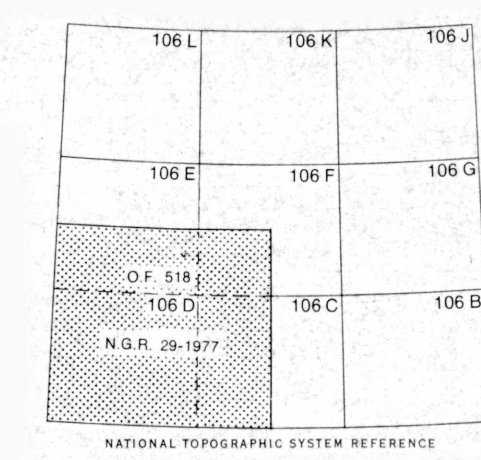 106 L 106 K 106 J
106 E 106 F 106 G
O.F. 518
106 D 106 C 106 B
N.G.R. 29-1977
NATIONAL TOPOGRAPHIC SYSTEM REFERENCE